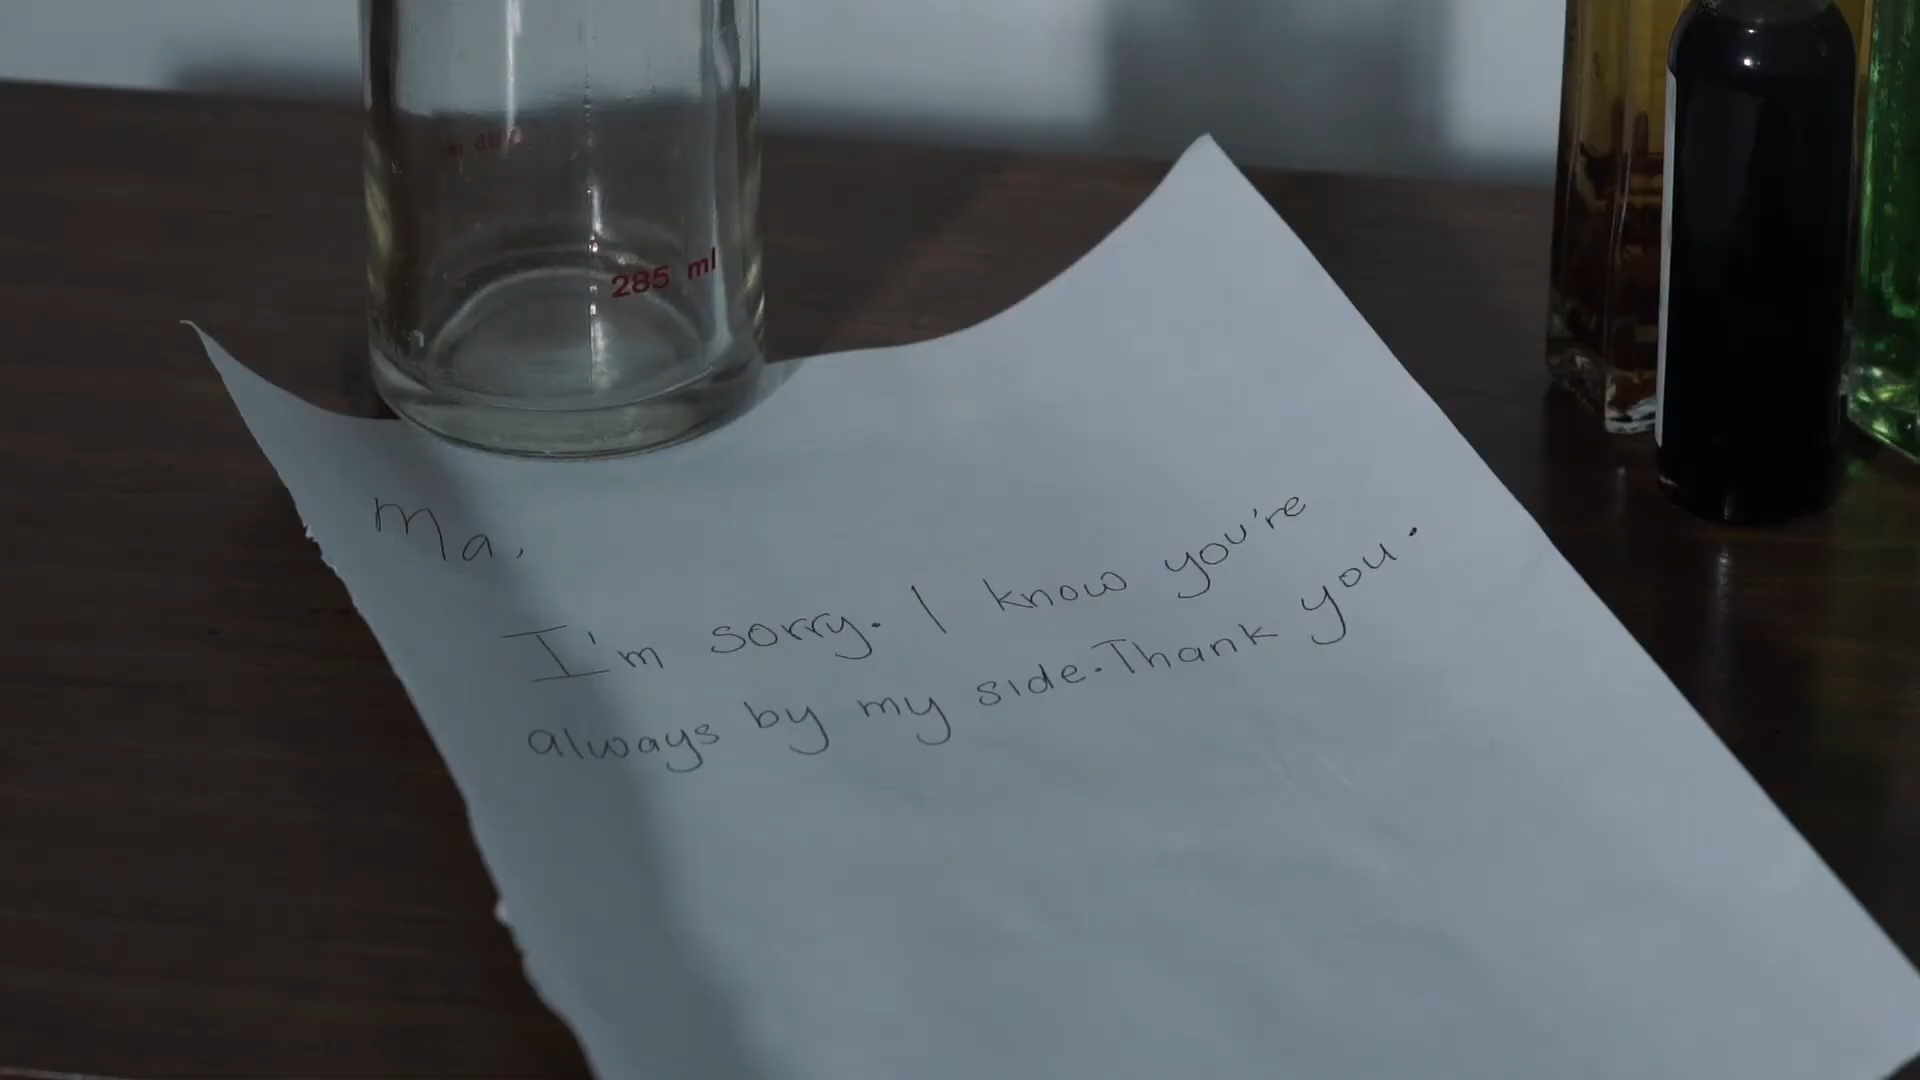 285 ml
Ma,
I'm sorry. I know you're
always by my side. Thank you.